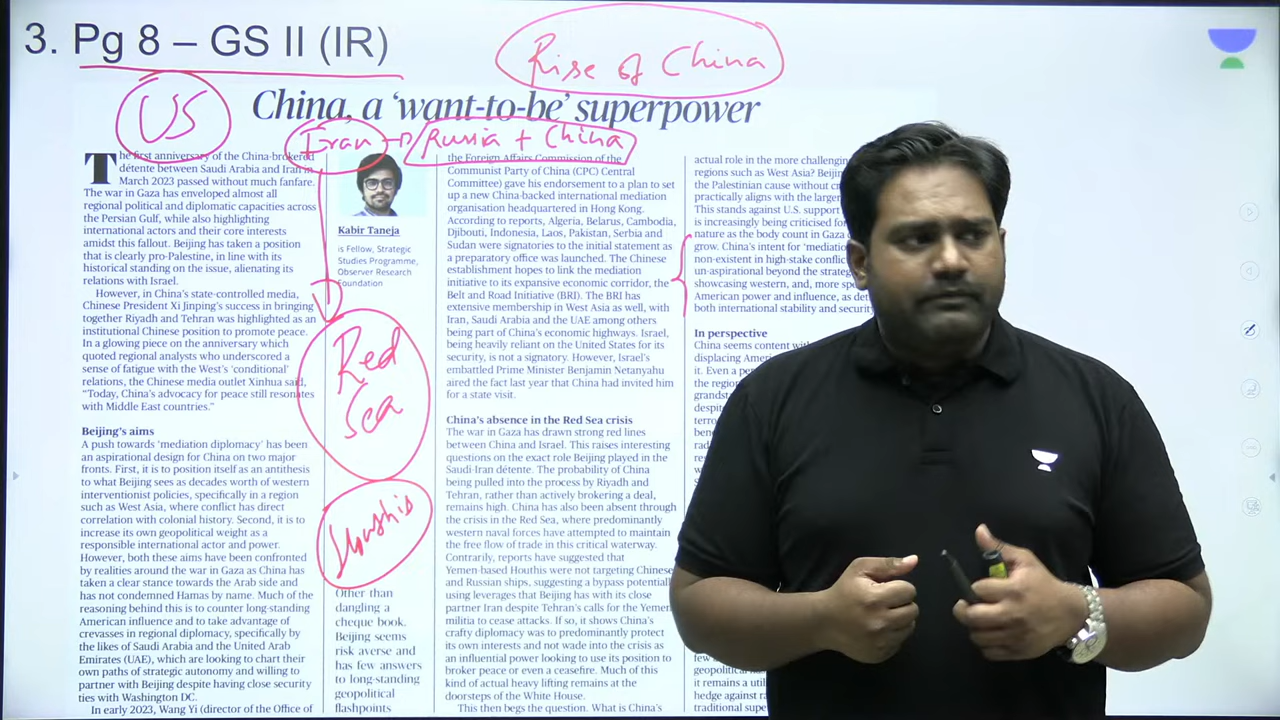 3. Pg 8 – GS II (IR)
Rise of China
US
China, a ‘want-to-be’ superpower
Iran → Russia + China
The first anniversary of the China-brokered
détente between Saudi Arabia and Iran in
March 2023 passed without much fanfare.
The war in Gaza has enveloped almost all
regional political and diplomatic capacities across
the Persian Gulf, while also highlighting
international actors and their core interests
amidst this fallout. Beijing has taken a position
that is clearly pro-Palestine, in line with its
historical standing on the issue, alienating its
relations with Israel.
However, in China's state-controlled media,
Chinese President Xi Jinping's success in bringing
together Riyadh and Tehran was highlighted as an
institutional Chinese position to promote peace.
In a glowing piece on the anniversary which
quoted regional analysts who underscored a
sense of fatigue with the West's ‘conditional’
relations, the Chinese media outlet Xinhua said,
“Today, China's advocacy for peace still resonates
with Middle East countries.”
Beijing's aims
A push towards ‘mediation diplomacy’ has been
an aspirational design for China on two major
fronts. First, it is to position itself as an antithesis
to what Beijing sees as decades worth of western
interventionist policies, specifically in a region
such as West Asia, where conflict has direct
correlation with colonial history. Second, it is to
increase its own geopolitical weight as a
responsible international actor and power.
However, both these aims have been confronted
by realities around the war in Gaza as China has
taken a clear stance towards the Arab side and
has not condemned Hamas by name. Much of the
reasoning behind this is to counter long-standing
American influence and to take advantage of
crevasses in regional diplomacy, specifically by
the likes of Saudi Arabia and the United Arab
Emirates (UAE), which are looking to chart their
own paths of strategic autonomy and willing to
partner with Beijing despite having close security
ties with Washington DC.
In early 2023, Wang Yi (director of the Office of
Kabir Taneja
is Fellow, Strategic
Studies Programme,
Observer Research
Foundation
Red
Sea
Other than
dangling a
cheque book,
Beijing seems
risk averse and
has few answers
to long-standing
geopolitical
flashpoints
the Foreign Affairs Commission of the
Communist Party of China (CPC) Central
Committee) gave his endorsement to a plan to set
up a new China-backed international mediation
organisation headquartered in Hong Kong.
According to reports, Algeria, Belarus, Cambodia,
Djibouti, Indonesia, Laos, Pakistan, Serbia and
Sudan were signatories to the initial statement as
a preparatory office was launched. The Chinese
establishment hopes to link the mediation
initiative to its expansive economic corridor, the
Belt and Road Initiative (BRI). The BRI has
extensive membership in West Asia as well, with
Iran, Saudi Arabia and the UAE among others
being part of China's economic highways. Israel,
being heavily reliant on the United States for its
security, is not a signatory. However, Israel's
embattled Prime Minister Benjamin Netanyahu
aired the fact last year that China had invited him
for a state visit.
China's absence in the Red Sea crisis
The war in Gaza has drawn strong red lines
between China and Israel. This raises interesting
questions on the exact role Beijing played in the
Saudi-Iran détente. The probability of China
being pulled into the process by Riyadh and
Tehran, rather than actively brokering a deal,
remains high. China has also been absent through
the crisis in the Red Sea, where predominantly
western naval forces have attempted to maintain
the free flow of trade in this critical waterway.
Contrarily, reports have suggested that
Yemen-based Houthis were not targeting Chinese
and Russian ships, suggesting a bypass potential
using leverages that Beijing has with its close
partner Iran despite Tehran's calls for the Yemen
militia to cease attacks. If so, it shows China's
crafty diplomacy was to predominantly protect
its own interests and not wade into the crisis as
an influential power looking to use its position to
broker peace or even a ceasefire. Much of this
kind of actual heavy lifting remains at the
doorsteps of the White House.
This then begs the question. What is China's
actual role in the more challenging
regions such as West Asia?
the Palestinian cause without
practically aligns with the larger
This stands against U.S. support
is increasingly being criticised for
nature as the body count in Gaza
grow. China's intent for
non-existent in high-stake
un-aspirational beyond the
showcasing western, and, more
American power and influence, as
both international stability and
In perspective
China seems content
displacing
it. Even a
the
few
geopolitical
it remains a
hedge against
traditional